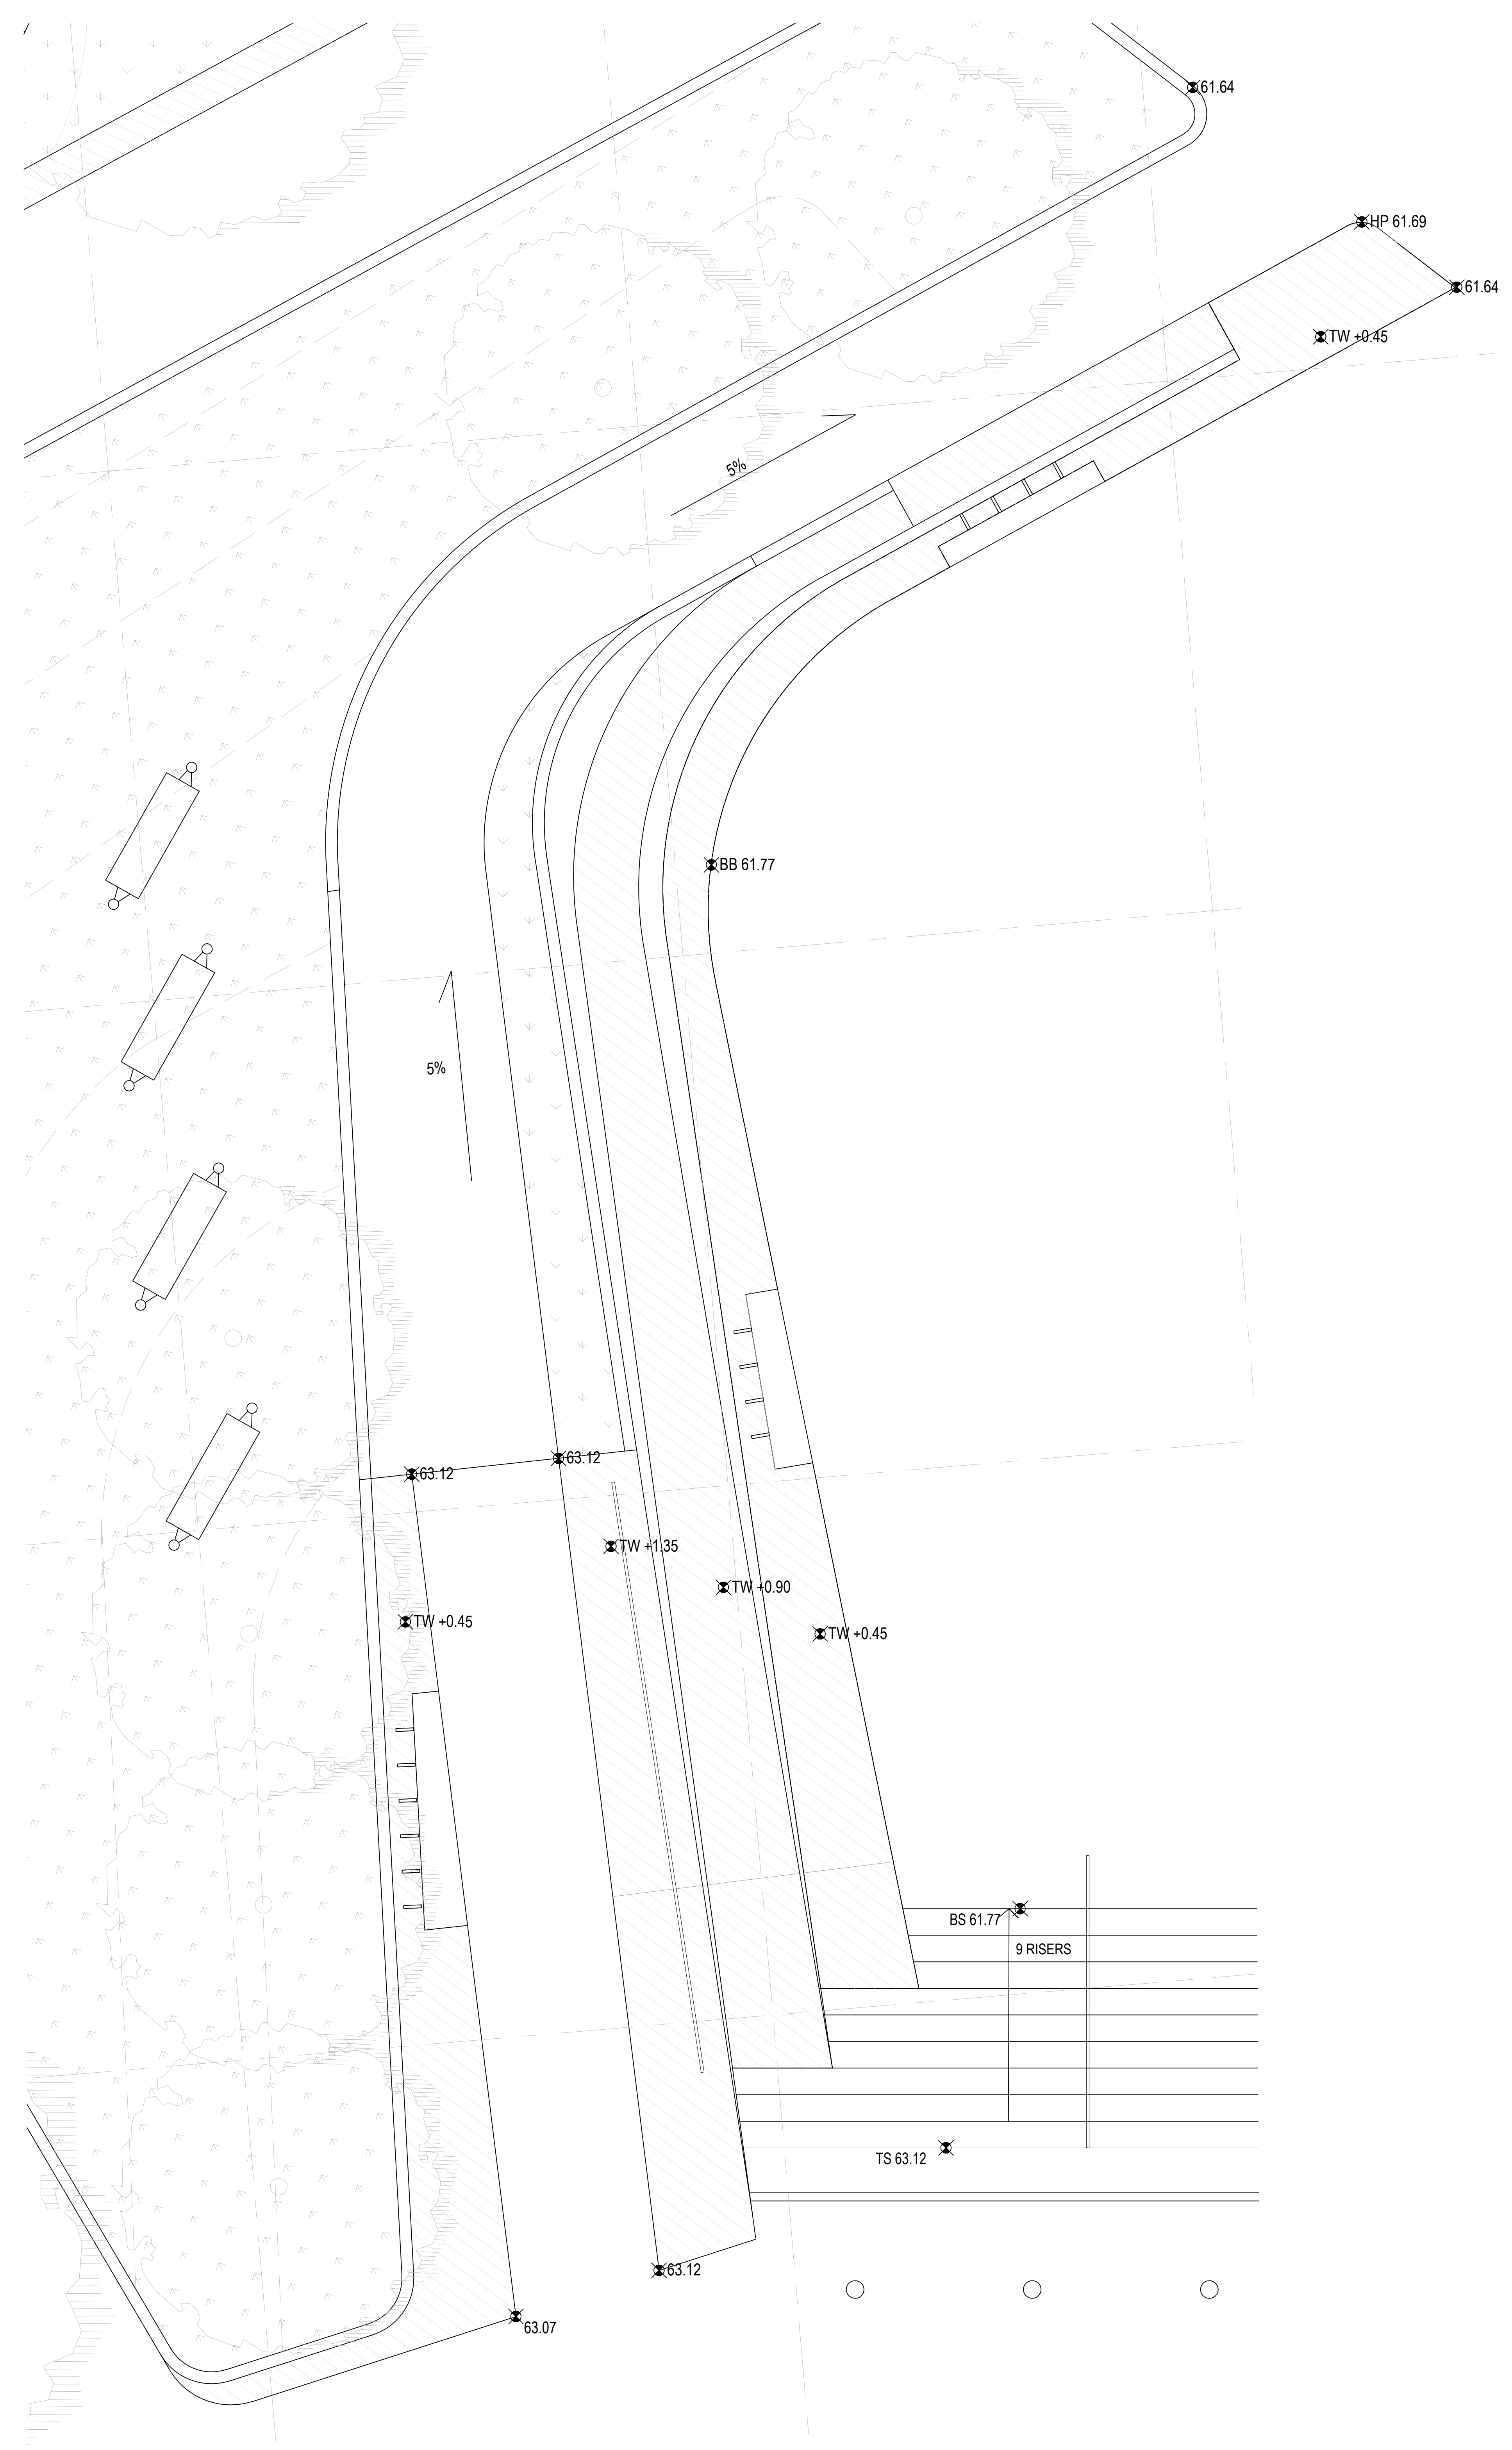 61.64
HP 61.69
61.64
TW +0.45
5%
BB 61.77
5%
63.12
63.12
TW +1.35
TW +0.90
TW +0.45
TW +0.45
BS 61.77
9 RISERS
TS 63.12
63.12
63.07